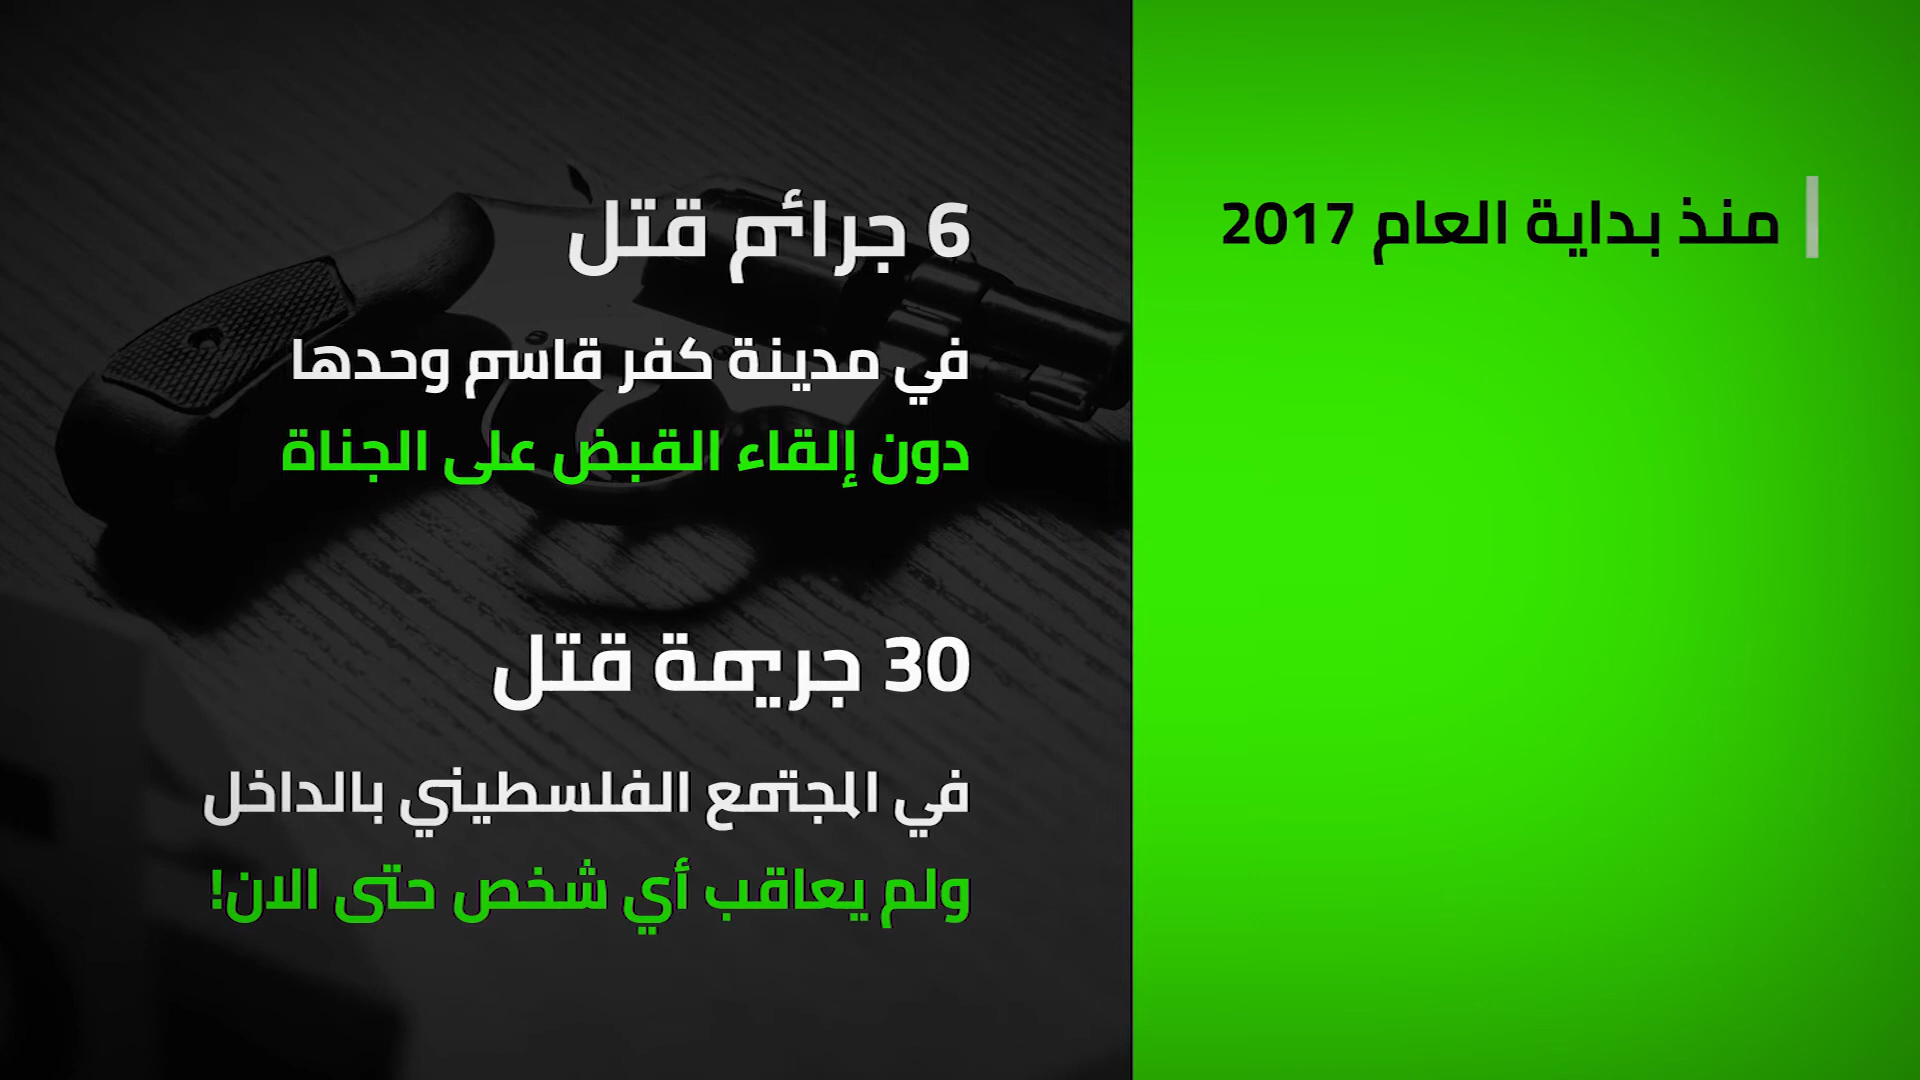 منذ بداية العام 2017
6 جرائم قتل
في مدينة كفر قاسم وحدها
دون إلقاء القبض على الجناة
30 جريمة قتل
في المجتمع الفلسطيني بالداخل
ولم يعاقب أي شخص حتى الان!